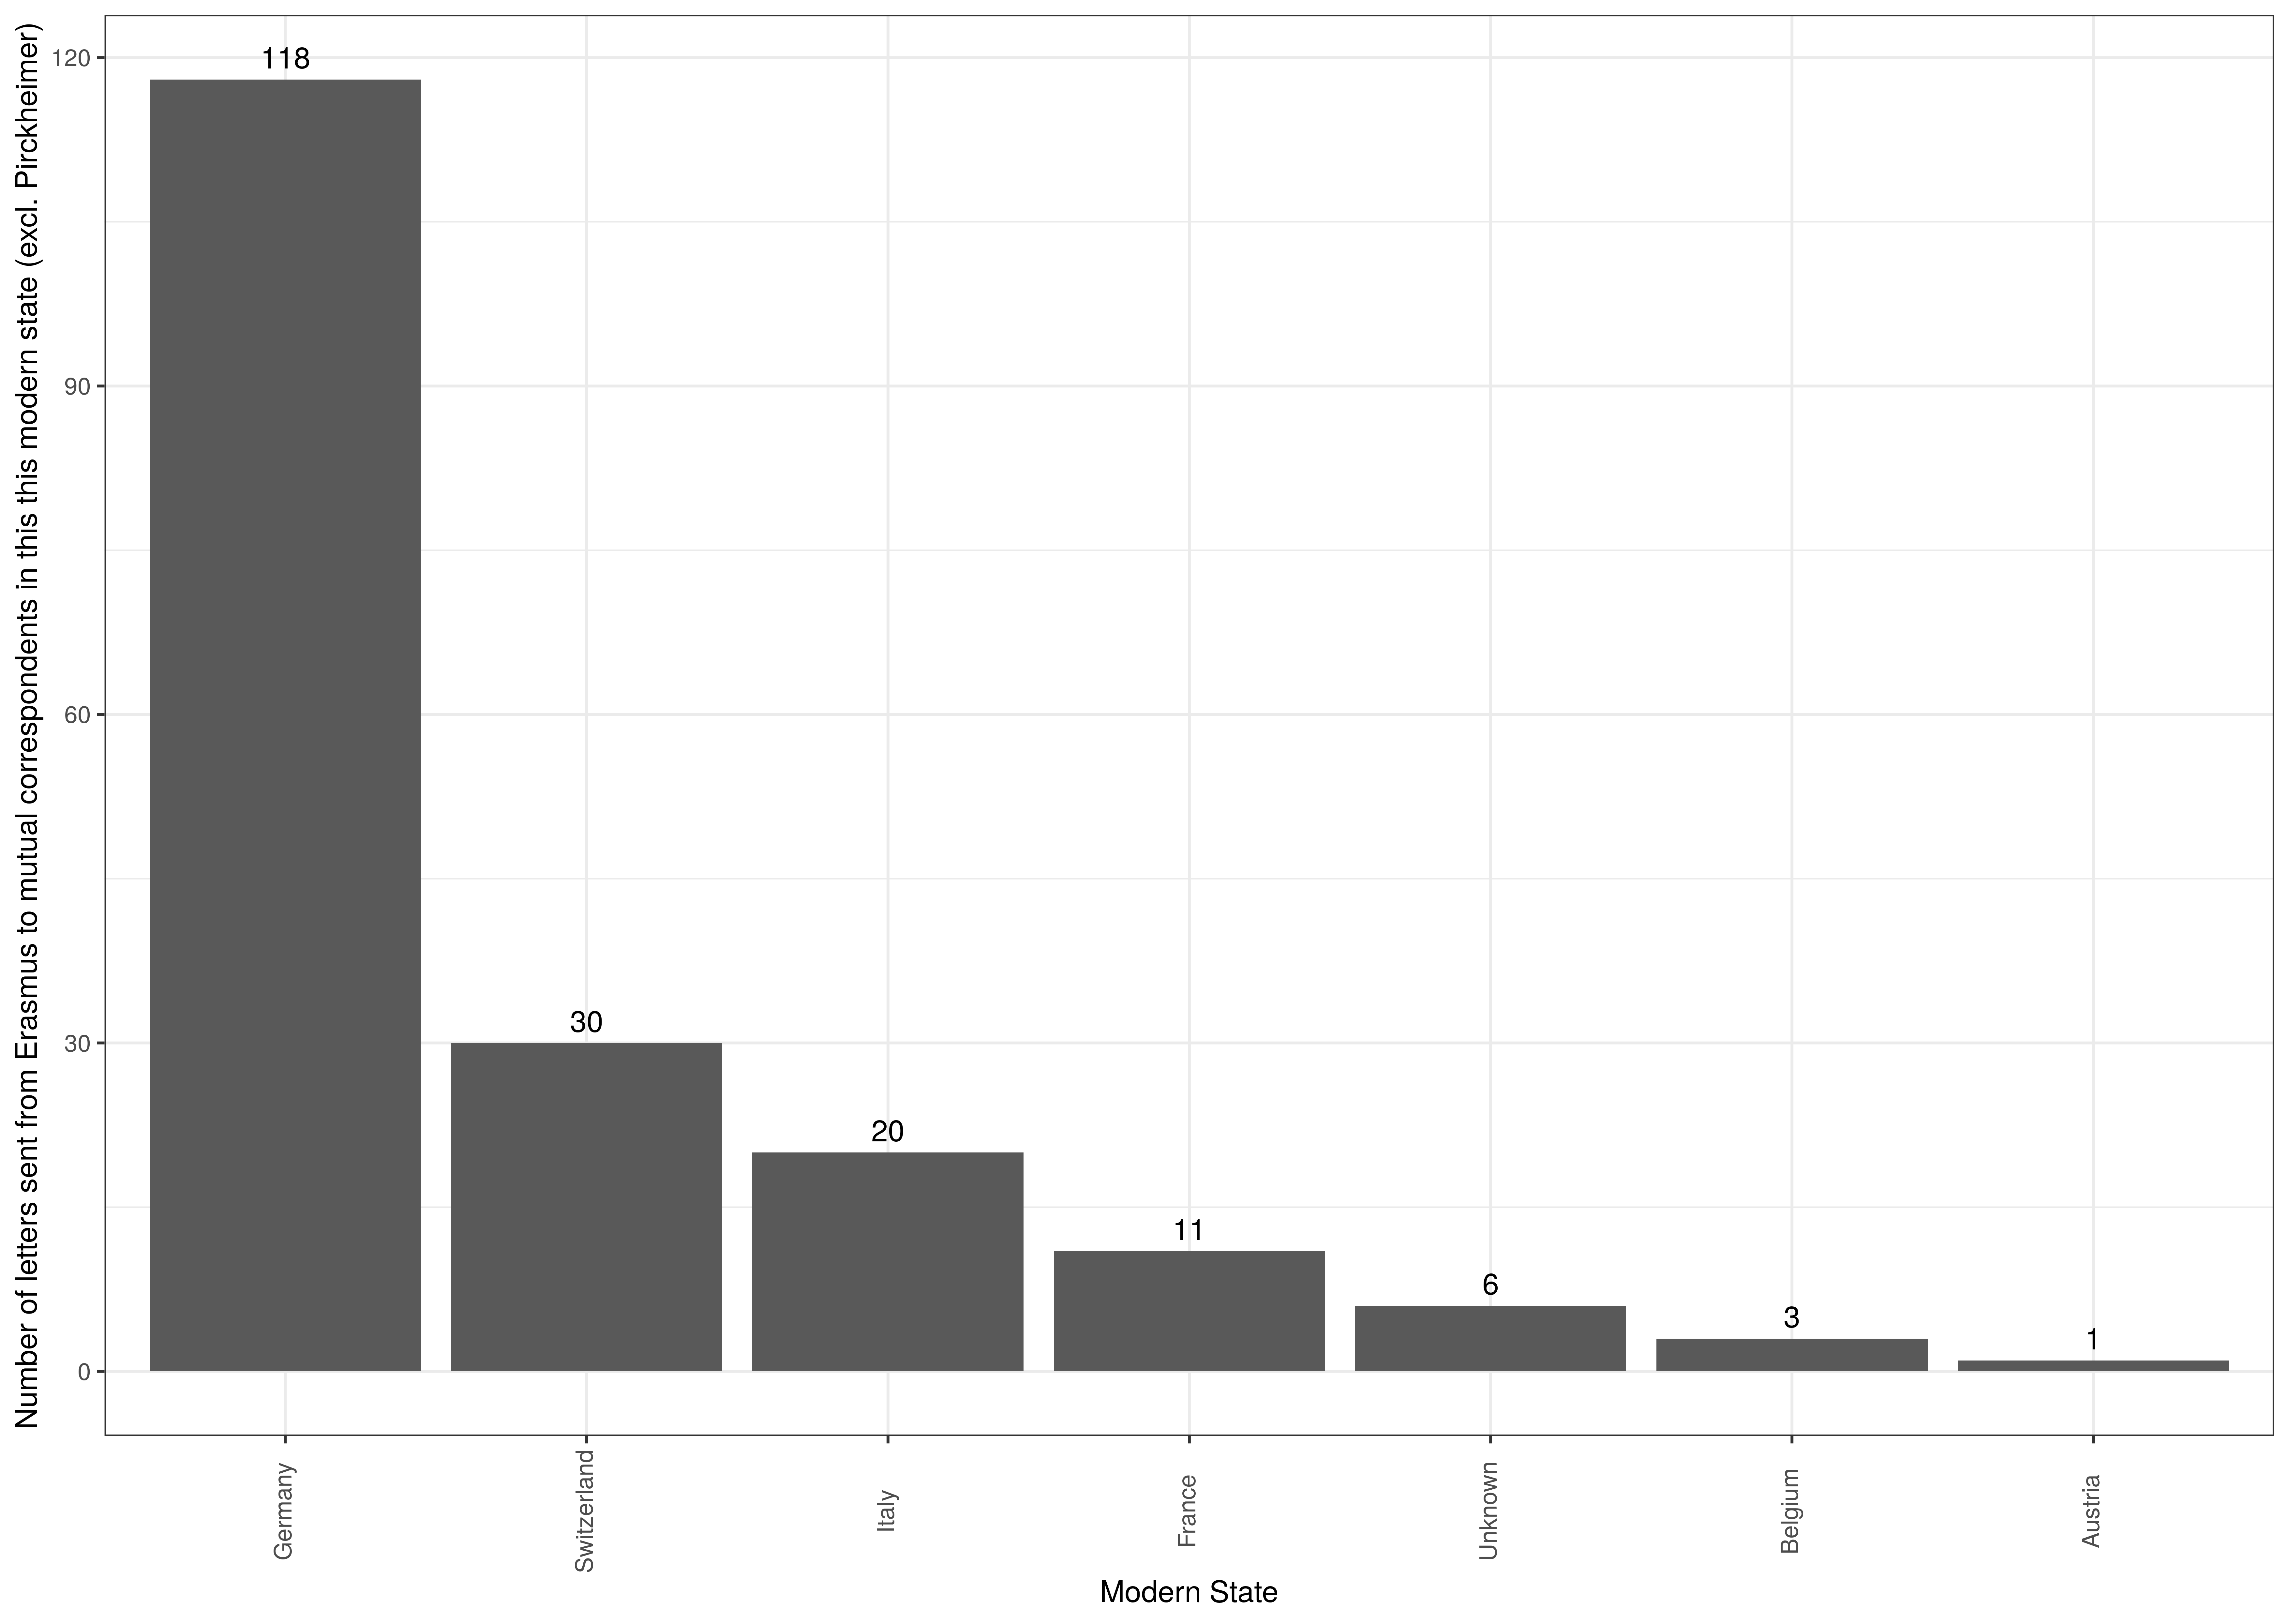 Number of letters sent from Erasmus to mutual correspondents in this this modern state (excl. Pirckheimer)
120
90
60
30
0
118
30
20
11
6
3
1
Germany
Switzerland
Italy
France
Unknown
Belgium
Austria
Modern State